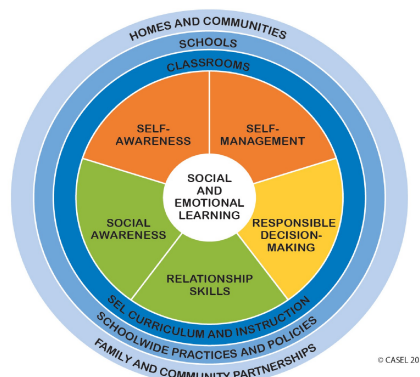 HOMES AND COMMUNITIES
SCHOOLS
CLASSROOMS
SELF-
AWARENESS
SELF-
MANAGEMENT
SOCIAL
AND
EMOTIONAL
LEARNING
SOCIAL
AWARENESS
RESPONSIBLE
DECISION-
MAKING
RELATIONSHIP
SKILLS
SEL CURRICULUM AND INSTRUCTION
SCHOOLWIDE PRACTICES AND POLICIES
FAMILY AND COMMUNITY PARTNERSHIPS
© CASEL 20